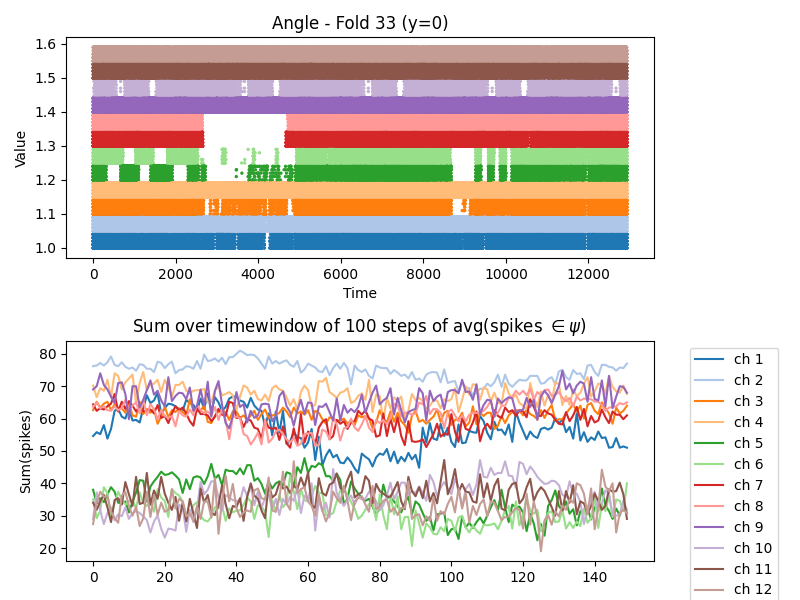 Angle - Fold 33 (y=0)
1.6
1.5
1.4
1.3
1.2
1.1
1.0
Value
0 2000 4000 6000 8000 10000 12000
Time
Sum over timewindow of 100 steps of avg(spikes ∈ ψ)
80
70
60
50
40
30
20
Sum(spikes)
0 20 40 60 80 100 120 140
ch 1
ch 2
ch 3
ch 4
ch 5
ch 6
ch 7
ch 8
ch 9
ch 10
ch 11
ch 12